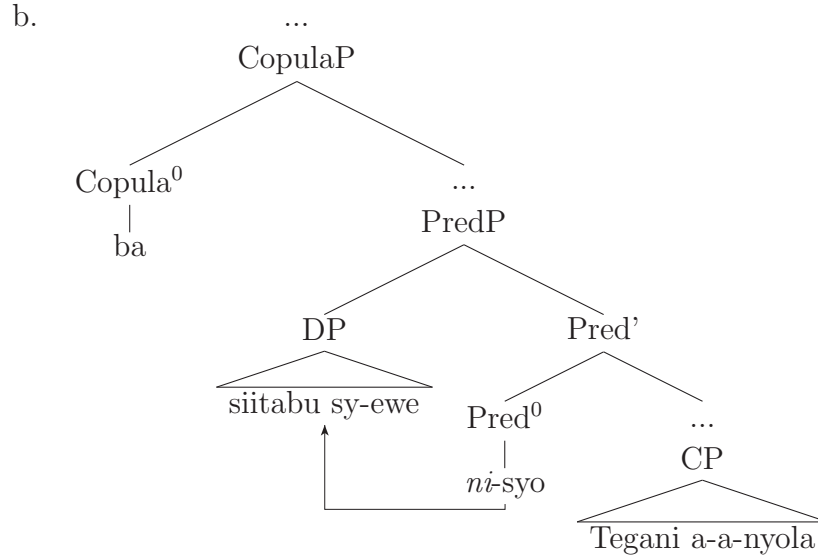 b.
...
CopulaP
Copula⁰
...
ba
PredP
DP
Pred’
siitabu sy-ewe
Pred⁰
...
CP
ni-syo
Tegani a-a-nyola